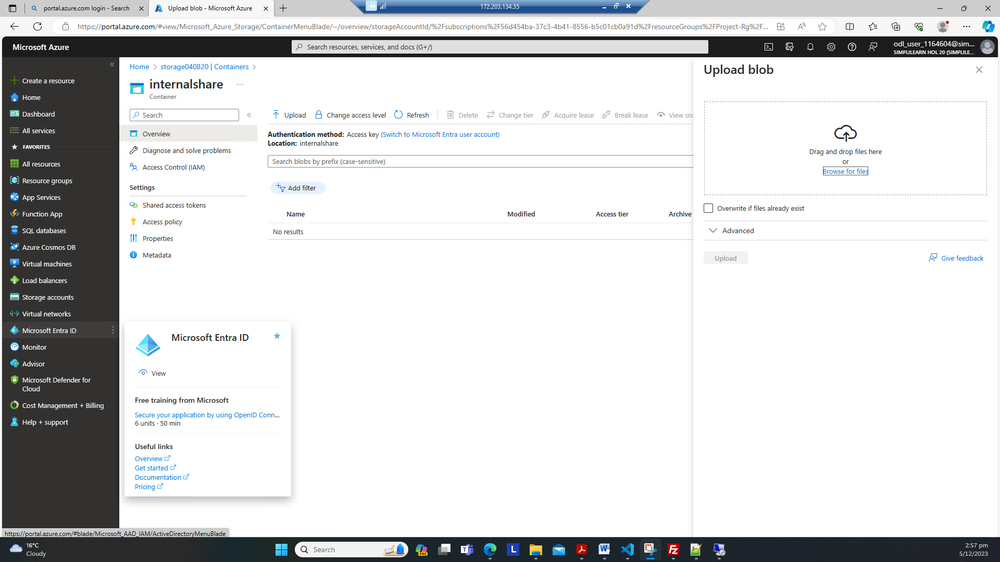 portal.azure.com login - Search
Upload blob - Microsoft Azure
172.203.134.35
https://portal.azure.com/#view/Microsoft_Azure_Storage/ContainerMenuBlade/~/overview/storageAccountId/%2Fsubscriptions%2F56d454ba-37c3-4b41-8556-b5c01cb0a91d%2FresourceGroups%2FProject-Rg%2F...
Microsoft Azure
Search resources, services, and docs (G+/)
odl_user_1164604@sim...
SIMPLILEARN HOL 20 (SIMPLILE...
Create a resource
Home
Dashboard
All services
FAVORITES
All resources
Resource groups
App Services
Function App
SQL databases
Azure Cosmos DB
Virtual machines
Load balancers
Storage accounts
Virtual networks
Microsoft Entra ID
Monitor
Advisor
Microsoft Defender for
Cloud
Cost Management + Billing
Help + support
Home > storage040820 | Containers >
internalshare
...
Container
Search
Overview
Diagnose and solve problems
Access Control (IAM)
Settings
Shared access tokens
Access policy
Properties
Metadata
Upload
Change access level
Refresh
Delete
Change tier
Acquire lease
Break lease
View sna
Authentication method: Access key (Switch to Microsoft Entra user account)
Location: internalshare
Search blobs by prefix (case-sensitive)
Add filter
Name
Modified
Access tier
Archive
No results
Microsoft Entra ID
View
Free training from Microsoft
Secure your application by using OpenID Conn...
6 units · 50 min
Useful links
Overview
Get started
Documentation
Pricing
Upload blob
Drag and drop files here
or
Browse for files
Overwrite if files already exist
Advanced
Upload
Give feedback
https://portal.azure.com/#blade/Microsoft_AAD_IAM/ActiveDirectoryMenuBlade
16°C
Cloudy
Search
PRE
L
2:57 pm
5/12/2023